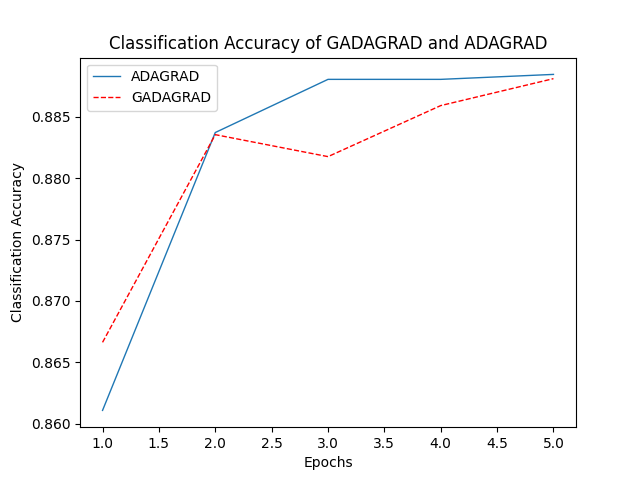 Classification Accuracy of GADAGRAD and ADAGRAD
ADAGRAD
GADAGRAD
Classification Accuracy
0.885
0.880
0.875
0.870
0.865
0.860
1.0 1.5 2.0 2.5 3.0 3.5 4.0 4.5 5.0
Epochs